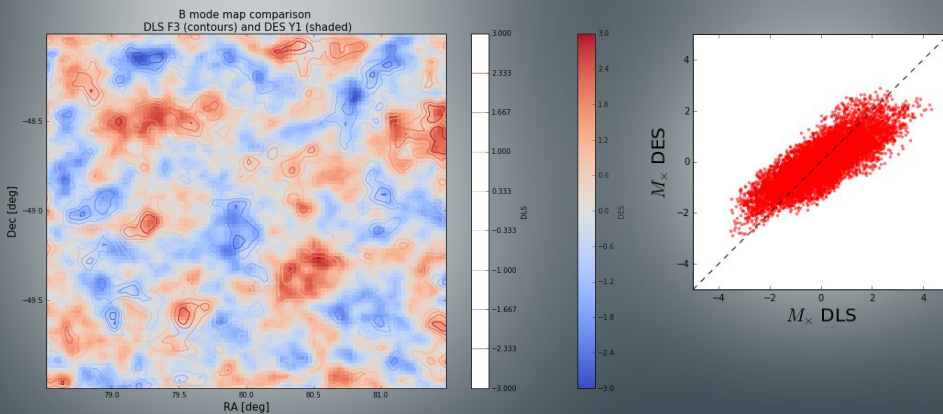 B mode map comparison
DLS F3 (contours) and DES Y1 (shaded)
Dec [deg]
−48.5
−49.0
−49.5
79.0 79.5 80.0 80.5 81.0
RA [deg]
3.000
2.333
1.667
1.000
0.333
−0.333
−1.000
−1.667
−2.333
−3.000
DLS
3.0
2.4
1.8
1.2
0.6
0.0
−0.6
−1.2
−1.8
−2.4
−3.0
DES
M× DES
4
2
0
−2
−4
−4 −2 0 2 4
M× DLS